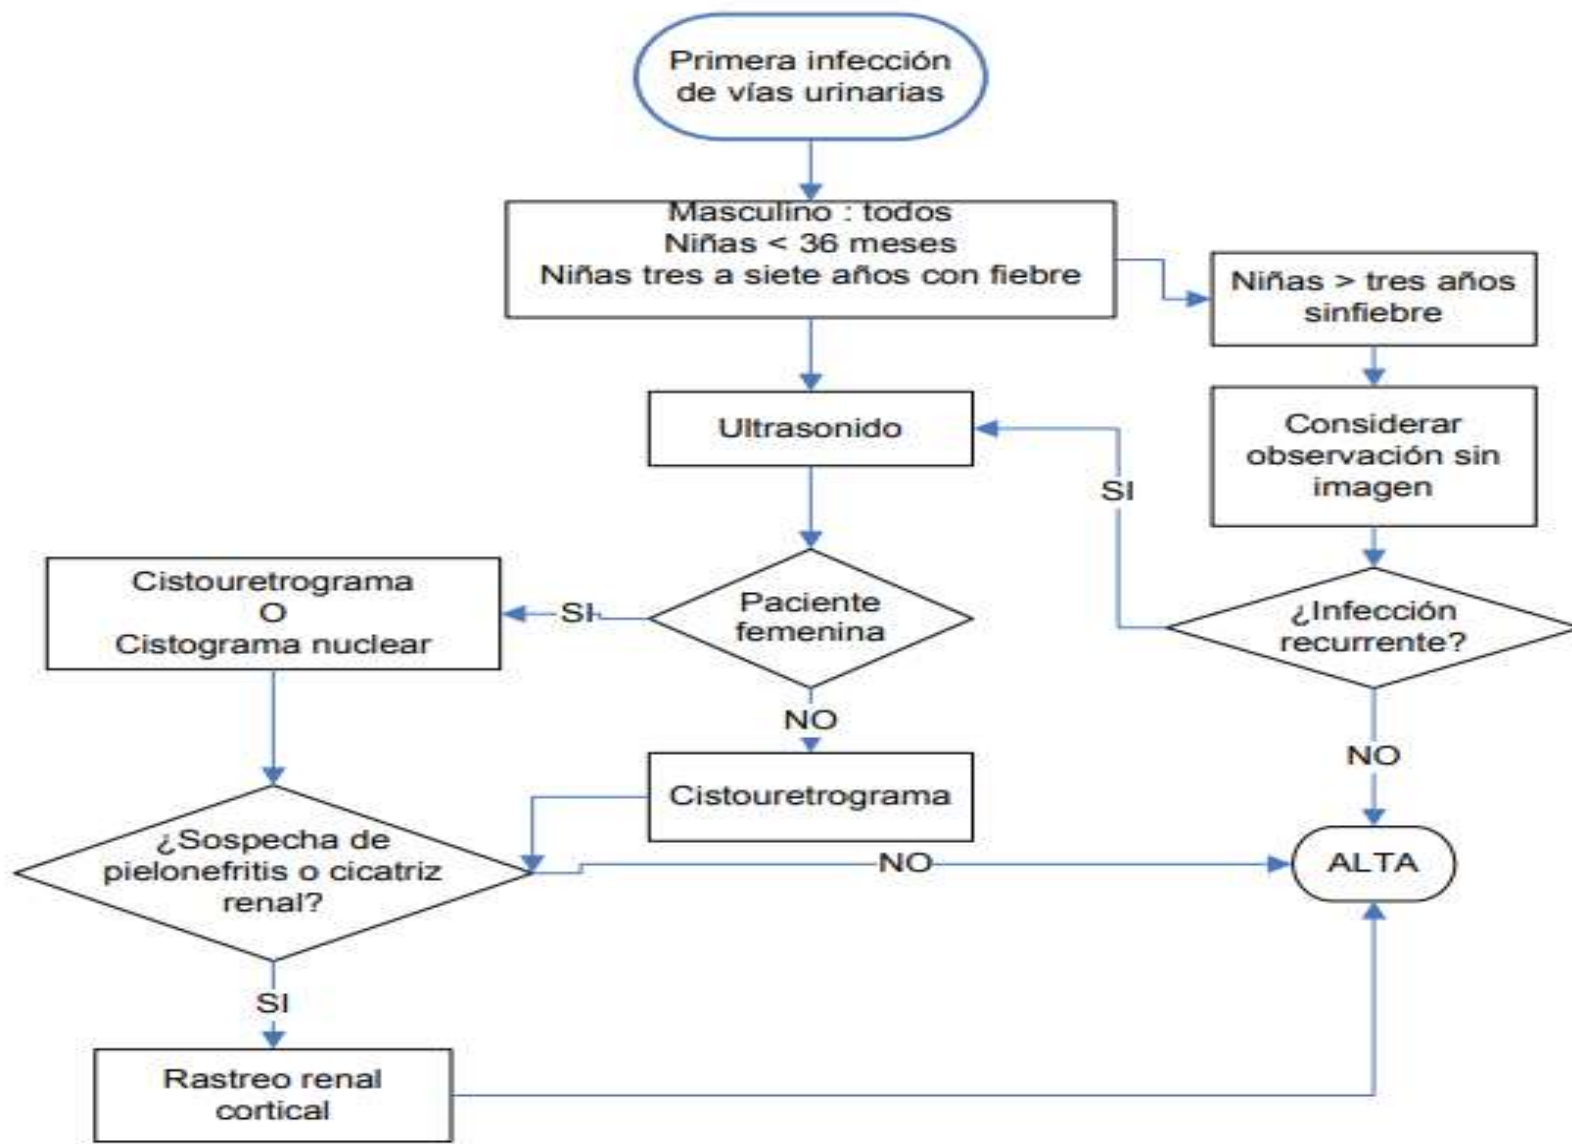 Primera infección
de vías urinarias
Masculino : todos
Niñas < 36 meses
Niñas tres a siete años con fiebre
Niñas > tres años
sinfiebre
Ultrasonido
Considerar
observación sin
imagen
SI
Cistouretrograma
O
Cistograma nuclear
SI
Paciente
femenina
¿Infección
recurrente?
NO
NO
Cistouretrograma
¿Sospecha de
pielonefritis o cicatriz
renal?
NO
ALTA
SI
Rastreo renal
cortical